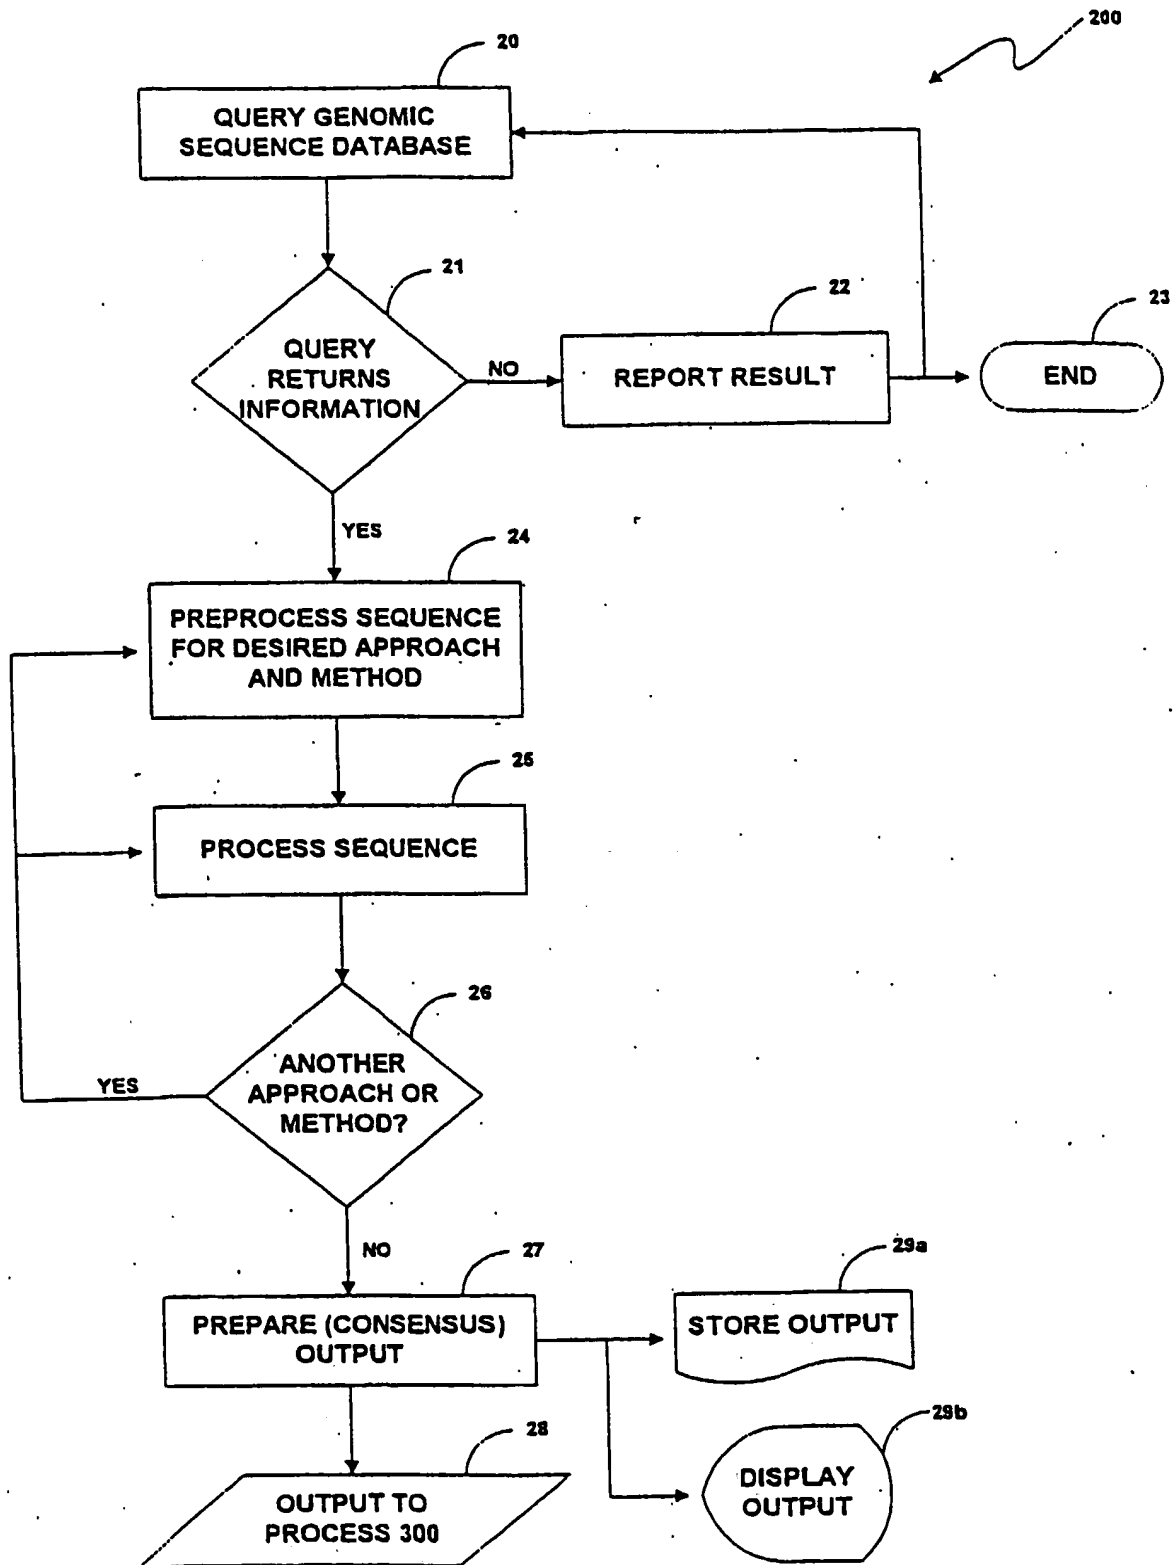 200
20
QUERY GENOMIC
SEQUENCE DATABASE
21
QUERY
RETURNS
INFORMATION
NO
22
REPORT RESULT
23
END
YES
24
PREPROCESS SEQUENCE
FOR DESIRED APPROACH
AND METHOD
25
PROCESS SEQUENCE
26
ANOTHER
APPROACH OR
METHOD?
YES
NO
27
PREPARE (CONSENSUS)
OUTPUT
29a
STORE OUTPUT
28
OUTPUT TO
PROCESS 300
29b
DISPLAY
OUTPUT